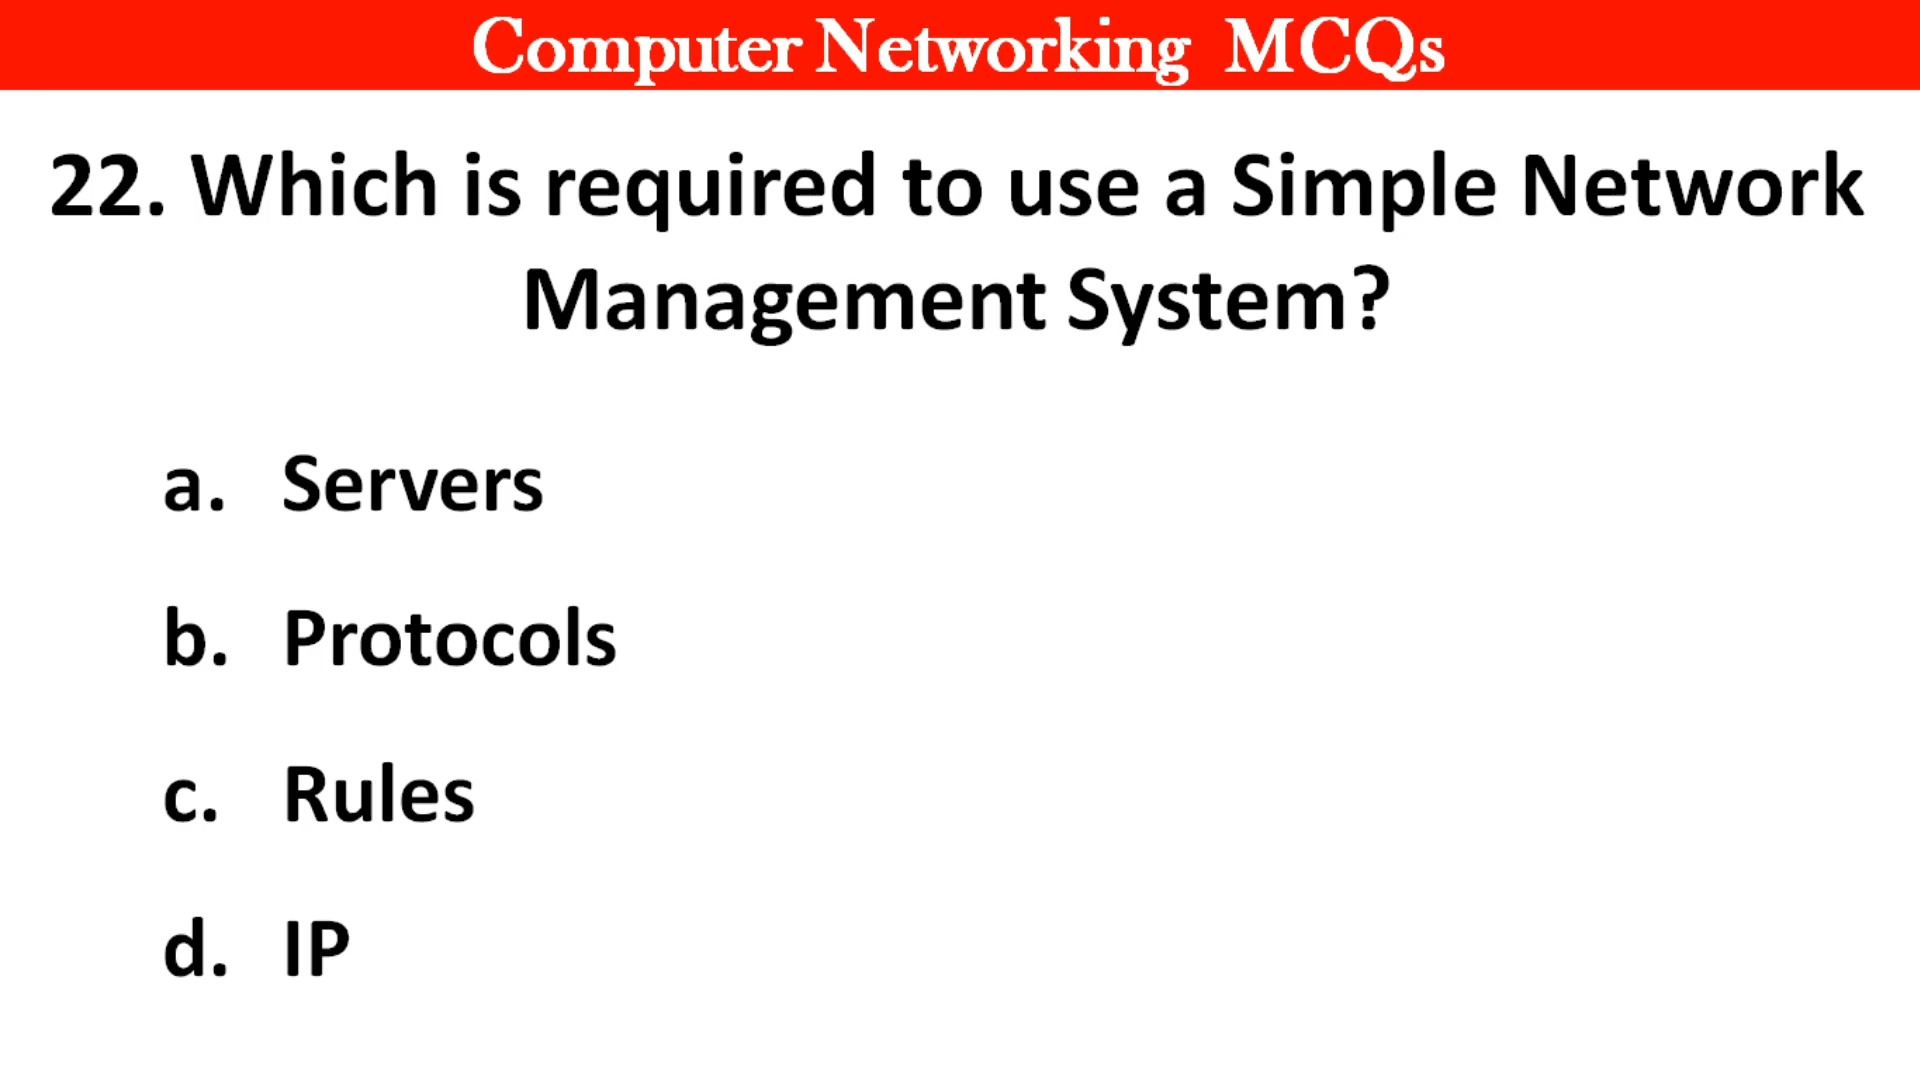 Computer Networking MCQs
22. Which is required to use a Simple Network
Management System?
a. Servers
b. Protocols
c. Rules
d. IP